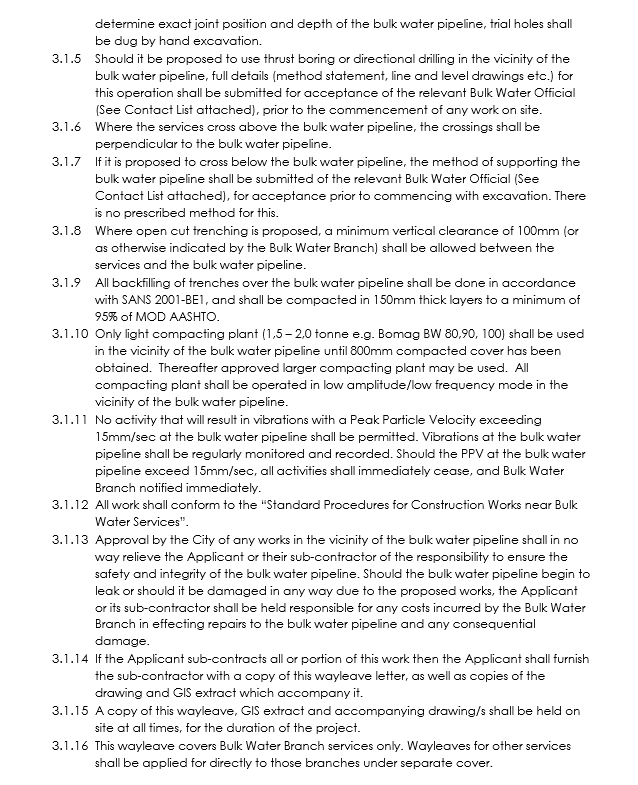 determine exact joint position and depth of the bulk water pipeline, trial holes shall
be dug by hand excavation.
3.1.5 Should it be proposed to use thrust boring or directional drilling in the vicinity of the
bulk water pipeline, full details (method statement, line and level drawings etc.) for
this operation shall be submitted for acceptance of the relevant Bulk Water Official
(See Contact List attached), prior to the commencement of any work on site.
3.1.6 Where the services cross above the bulk water pipeline, the crossings shall be
perpendicular to the bulk water pipeline.
3.1.7 If it is proposed to cross below the bulk water pipeline, the method of supporting the
bulk water pipeline shall be submitted of the relevant Bulk Water Official (See
Contact List attached), for acceptance prior to commencing with excavation. There
is no prescribed method for this.
3.1.8 Where open cut trenching is proposed, a minimum vertical clearance of 100mm (or
as otherwise indicated by the Bulk Water Branch) shall be allowed between the
services and the bulk water pipeline.
3.1.9 All backfilling of trenches over the bulk water pipeline shall be done in accordance
with SANS 2001-BE1, and shall be compacted in 150mm thick layers to a minimum of
95% of MOD AASHTO.
3.1.10 Only light compacting plant (1,5 – 2,0 tonne e.g. Bomag BW 80,90, 100) shall be used
in the vicinity of the bulk water pipeline until 800mm compacted cover has been
obtained. Thereafter approved larger compacting plant may be used. All
compacting plant shall be operated in low amplitude/low frequency mode in the
vicinity of the bulk water pipeline.
3.1.11 No activity that will result in vibrations with a Peak Particle Velocity exceeding
15mm/sec at the bulk water pipeline shall be permitted. Vibrations at the bulk water
pipeline shall be regularly monitored and recorded. Should the PPV at the bulk water
pipeline exceed 15mm/sec, all activities shall immediately cease, and Bulk Water
Branch notified immediately.
3.1.12 All work shall conform to the “Standard Procedures for Construction Works near Bulk
Water Services”.
3.1.13 Approval by the City of any works in the vicinity of the bulk water pipeline shall in no
way relieve the Applicant or their sub-contractor of the responsibility to ensure the
safety and integrity of the bulk water pipeline. Should the bulk water pipeline begin to
leak or should it be damaged in any way due to the proposed works, the Applicant
or its sub-contractor shall be held responsible for any costs incurred by the Bulk Water
Branch in effecting repairs to the bulk water pipeline and any consequential
damage.
3.1.14 If the Applicant sub-contracts all or portion of this work then the Applicant shall furnish
the sub-contractor with a copy of this wayleave letter, as well as copies of the
drawing and GIS extract which accompany it.
3.1.15 A copy of this wayleave, GIS extract and accompanying drawing/s shall be held on
site at all times, for the duration of the project.
3.1.16 This wayleave covers Bulk Water Branch services only. Wayleaves for other services
shall be applied for directly to those branches under separate cover.